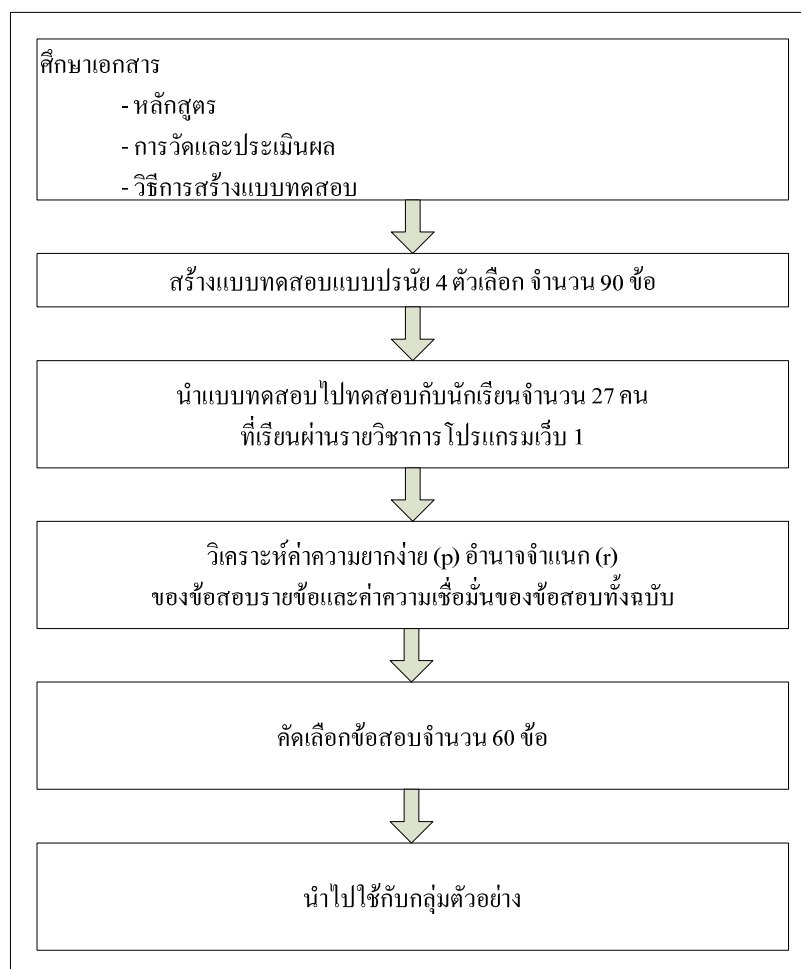 ศึกษาเอกสาร
- หลักสูตร
- การวัดและประเมินผล
- วิธีการสร้างแบบทดสอบ
สร้างแบบทดสอบแบบปรนัย 4 ตัวเลือก จำนวน 90 ข้อ
นำแบบทดสอบไปทดสอบกับนักเรียนจำนวน 27 คน
ที่เรียนผ่านรายวิชาการโปรแกรมเว็บ 1
วิเคราะห์ค่าความยากง่าย (p) อำนาจจำแนก (r)
ของข้อสอบรายข้อและค่าความเชื่อมั่นของข้อสอบทั้งฉบับ
คัดเลือกข้อสอบจำนวน 60 ข้อ
นำไปใช้กับกลุ่มตัวอย่าง